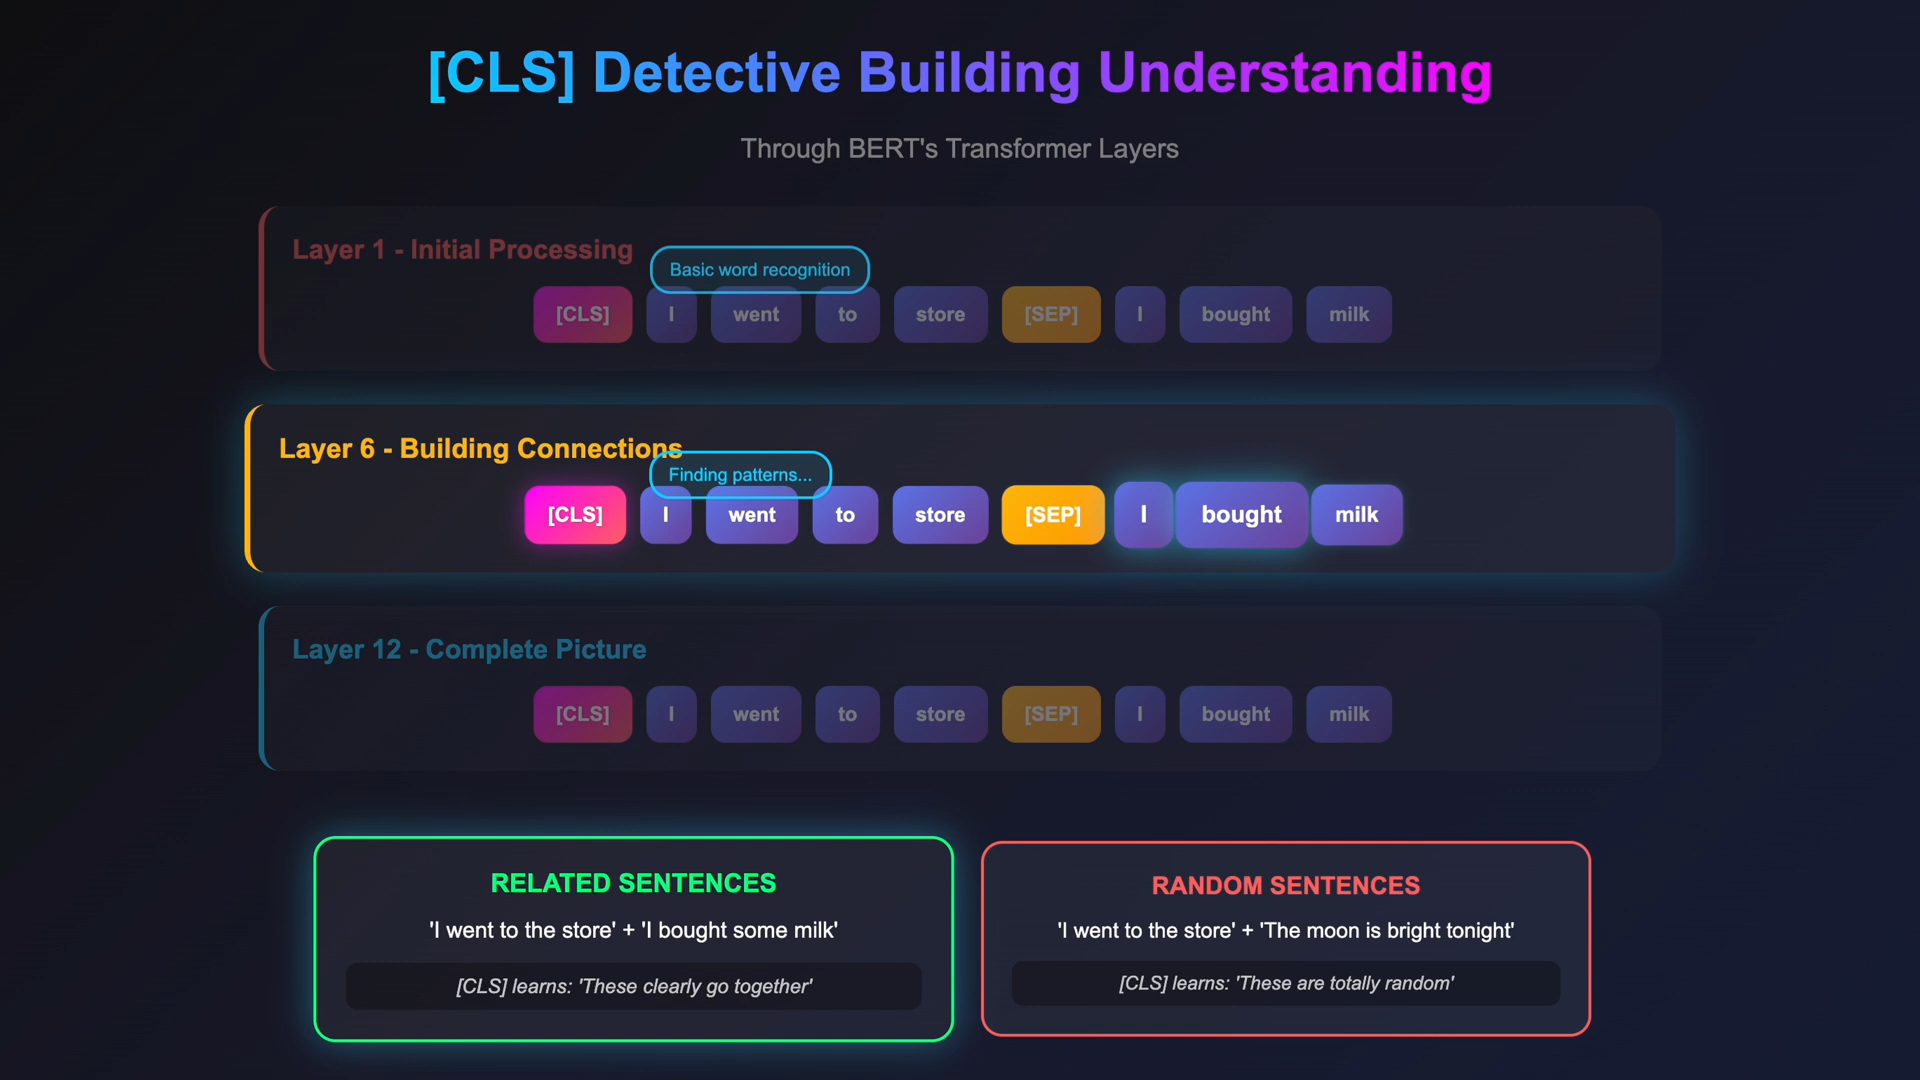 [CLS] Detective Building Understanding
Through BERT's Transformer Layers
Layer 1 - Initial Processing
Basic word recognition
[CLS] I went to store [SEP] I bought milk
Layer 6 - Building Connections
Finding patterns...
[CLS] I went to store [SEP] I bought milk
Layer 12 - Complete Picture
[CLS] I went to store [SEP] I bought milk
RELATED SENTENCES
'I went to the store' + 'I bought some milk'
[CLS] learns: 'These clearly go together'
RANDOM SENTENCES
'I went to the store' + 'The moon is bright tonight'
[CLS] learns: 'These are totally random'